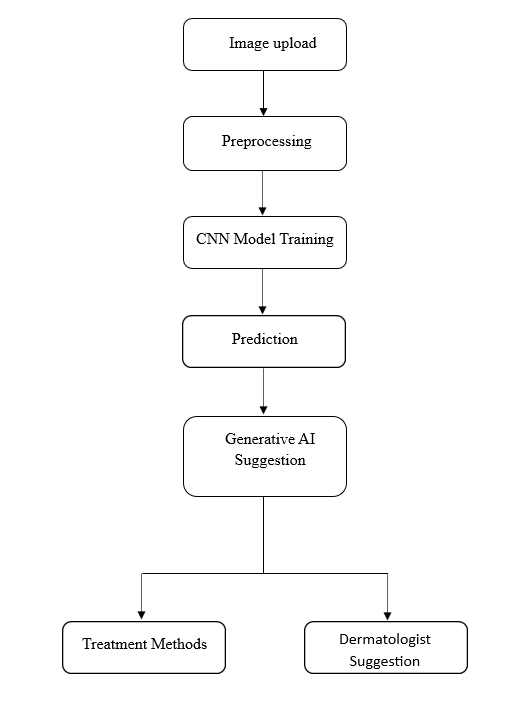 Image upload
Preprocessing
CNN Model Training
Prediction
Generative AI
Suggestion
Treatment Methods
Dermatologist
Suggestion